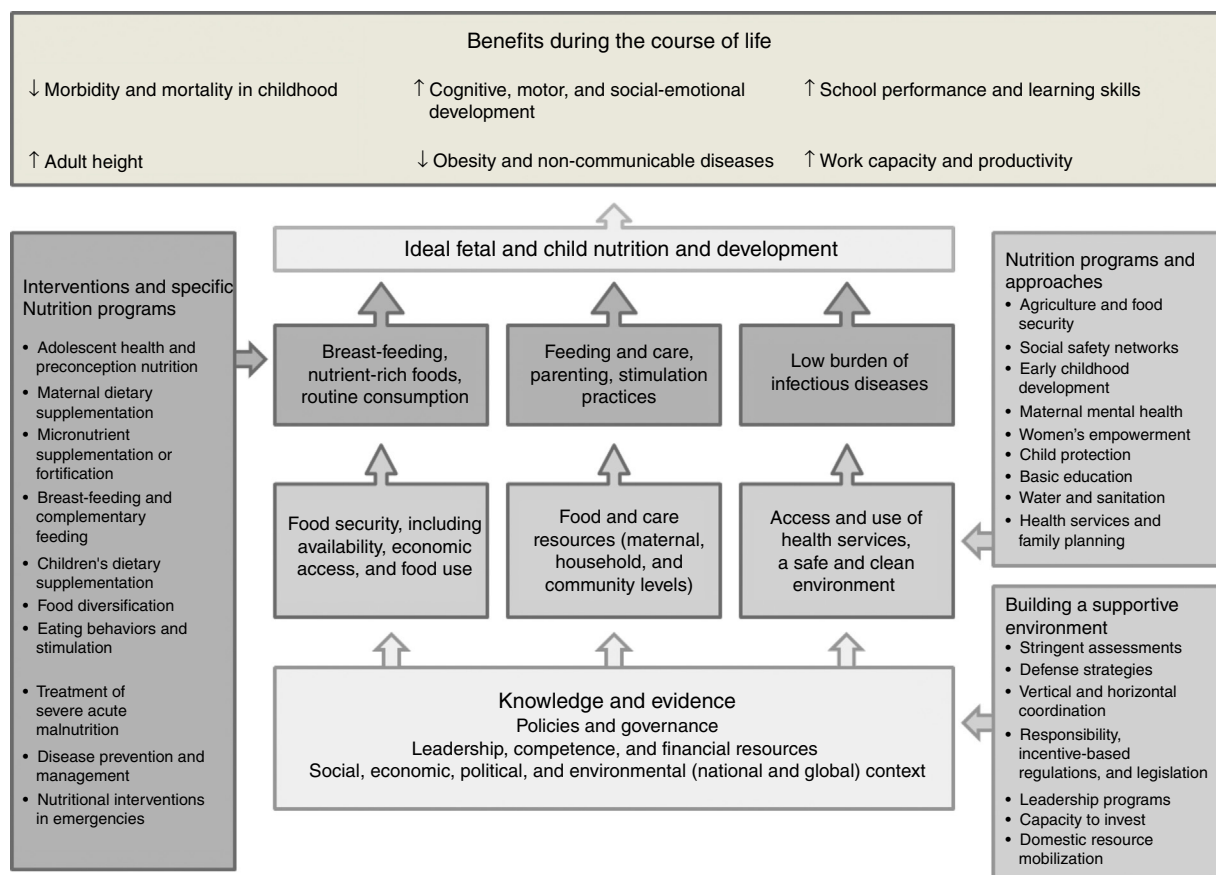 Benefits during the course of life
↓ Morbidity and mortality in childhood
↑ Cognitive, motor, and social-emotional
development
↑ School performance and learning skills
↑ Adult height
↓ Obesity and non-communicable diseases
↑ Work capacity and productivity
Ideal fetal and child nutrition and development
Interventions and specific
Nutrition programs
• Adolescent health and
preconception nutrition
• Maternal dietary
supplementation
• Micronutrient
supplementation or
fortification
• Breast-feeding and
complementary
feeding
• Children's dietary
supplementation
• Food diversification
• Eating behaviors and
stimulation
• Treatment of
severe acute
malnutrition
• Disease prevention and
management
• Nutritional interventions
in emergencies
Breast-feeding,
nutrient-rich foods,
routine consumption
Feeding and care,
parenting, stimulation
practices
Low burden of
infectious diseases
Food security, including
availability, economic
access, and food use
Food and care
resources (maternal,
household, and
community levels)
Access and use of
health services,
a safe and clean
environment
Knowledge and evidence
Policies and governance
Leadership, competence, and financial resources
Social, economic, political, and environmental (national and global) context
Nutrition programs and
approaches
• Agriculture and food
security
• Social safety networks
• Early childhood
development
• Maternal mental health
• Women's empowerment
• Child protection
• Basic education
• Water and sanitation
• Health services and
family planning
Building a supportive
environment
• Stringent assessments
• Defense strategies
• Vertical and horizontal
coordination
• Responsibility,
incentive-based
regulations, and legislation
• Leadership programs
• Capacity to invest
• Domestic resource
mobilization